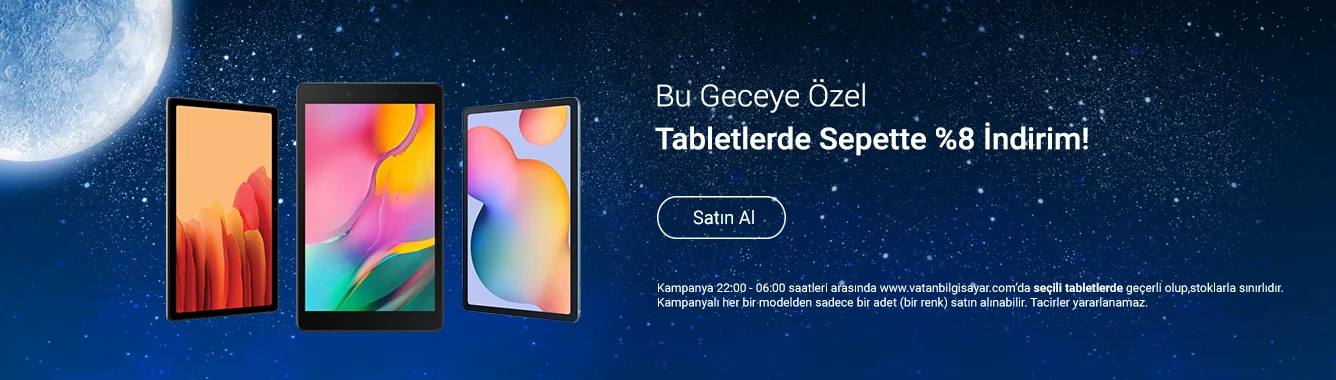 Bu Geceye Özel
Tabletlerde Sepette %8 İndirim!
Satın Al
Kampanya 22:00 - 06:00 saatleri arasında www.vatanbilgisayar.com'da seçili tabletlerde geçerli olup,stoklarla sınırlıdır.
Kampanyalı her bir modelden sadece bir adet (bir renk) satın alınabilir. Tacirler yararlanamaz.